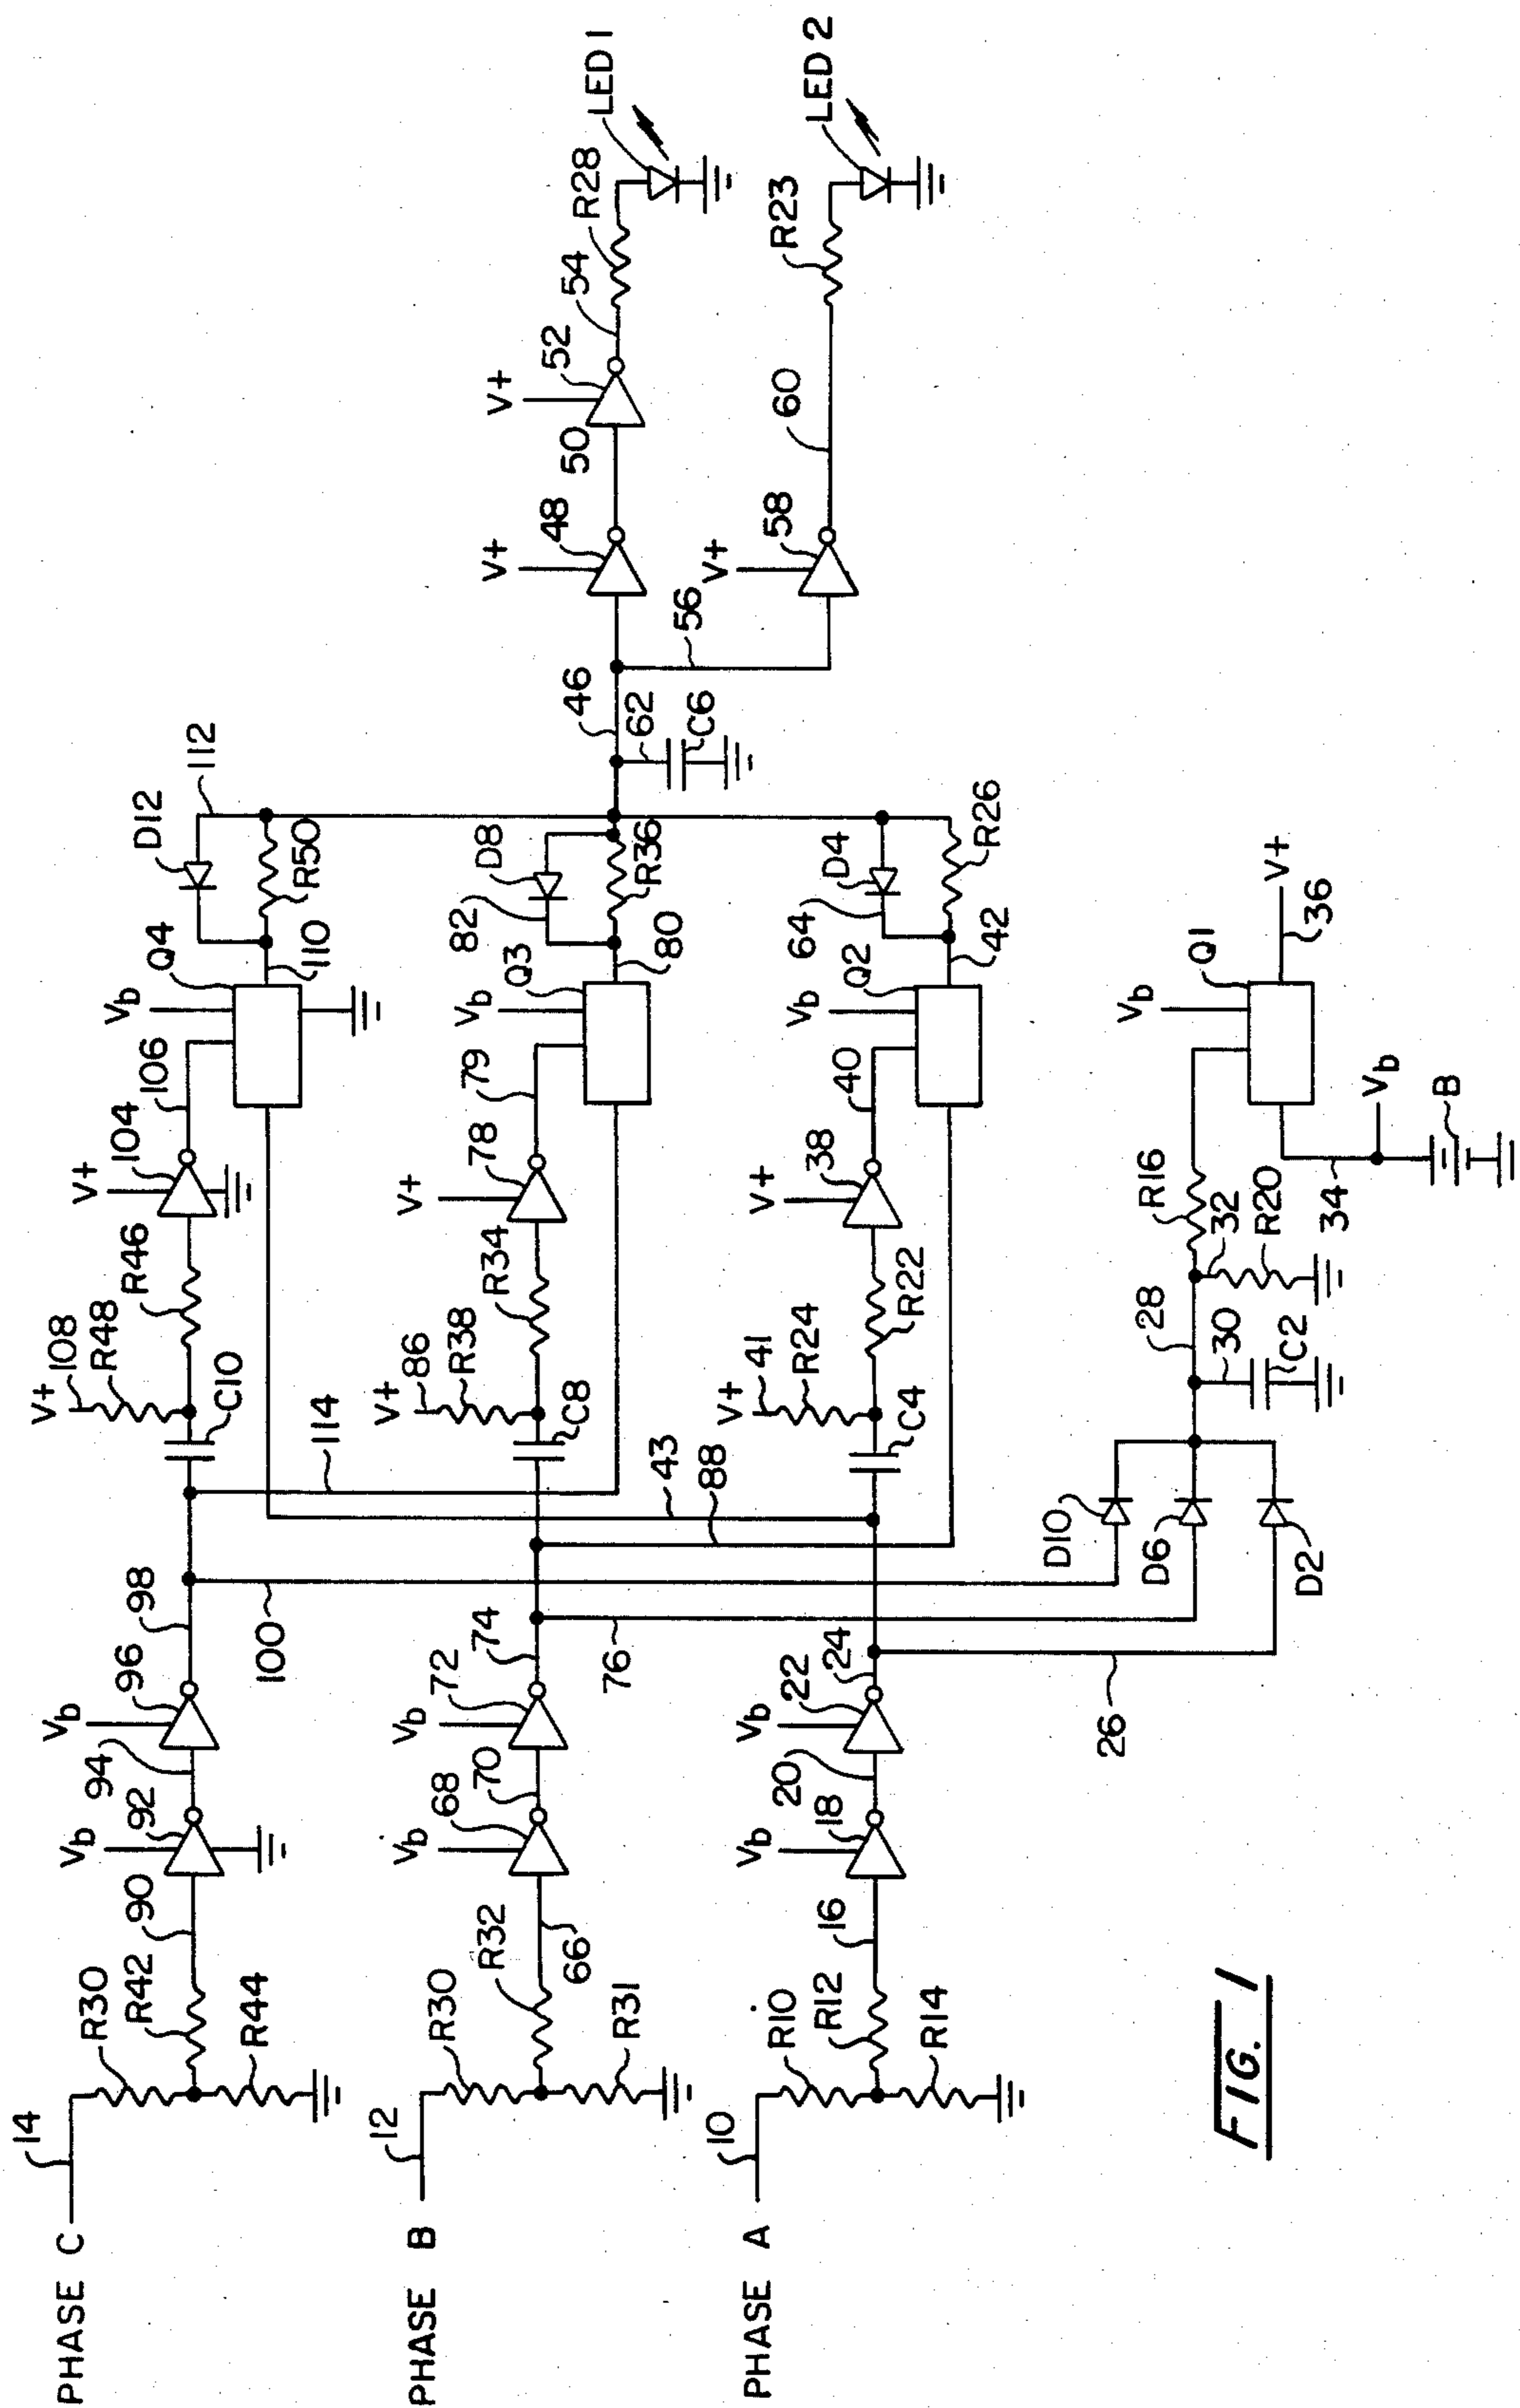 PHASE C
14
R30
R42
R44
90
Vb
92
94
Vb
96
98
100
V+
108
R48
R46
C10
114
V+
104
106
Vb
Q4
110
D12
R50
112
PHASE B
12
R30
R32
R31
66
Vb
68
70
Vb
72
74
76
V+
86
R38
R34
C8
43
88
V+
78
79
Vb
Q3
82
D8
80
R36
46
62
C6
V+
48
50
V+
52
54
R28
LED 1
56
V+
58
60
R23
LED 2
PHASE A
10
R10
R12
R14
16
Vb
18
20
Vb
22
24
26
V+
41
R24
R22
C4
V+
38
40
Vb
Q2
64
D4
42
R26
D10
D6
D2
28
30
C2
R16
32
R20
34
Vb
B
Vb
Q1
V+
36
FIG. 1